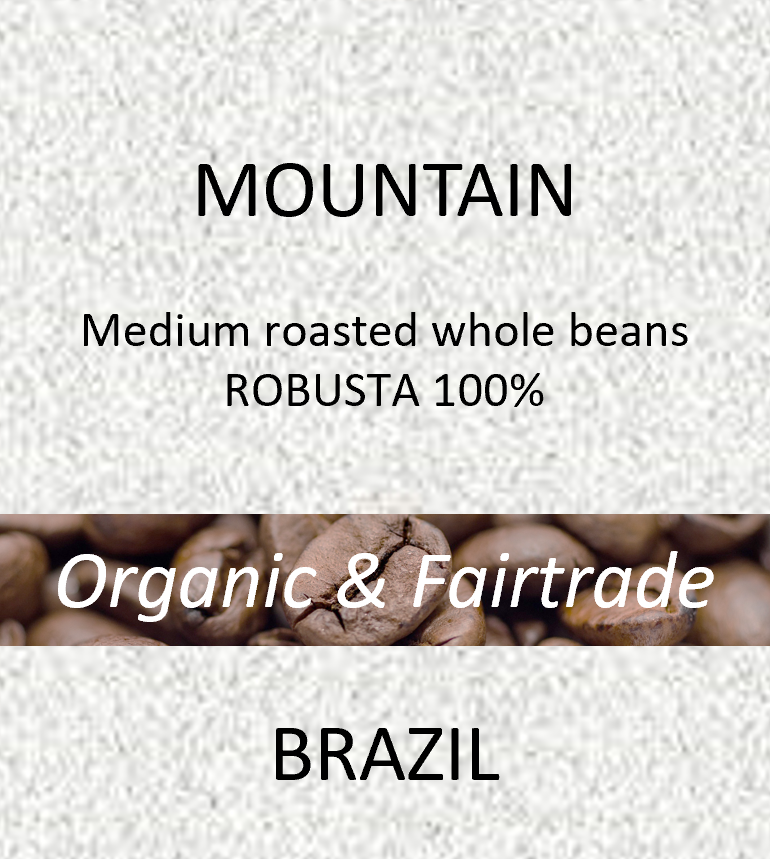 MOUNTAIN
Medium roasted whole beans
ROBUSTA 100%
Organic & Fairtrade
BRAZIL